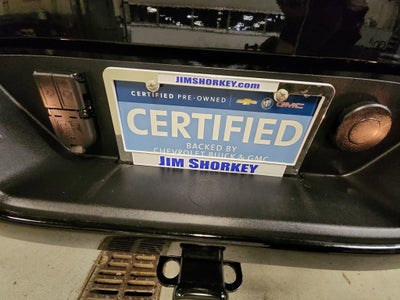 JIMSHORKEY.com
CERTIFIED PRE-OWNED GMC
CERTIFIED
BACKED BY
CHEVROLET BUICK & GMC
JIM SHORKEY